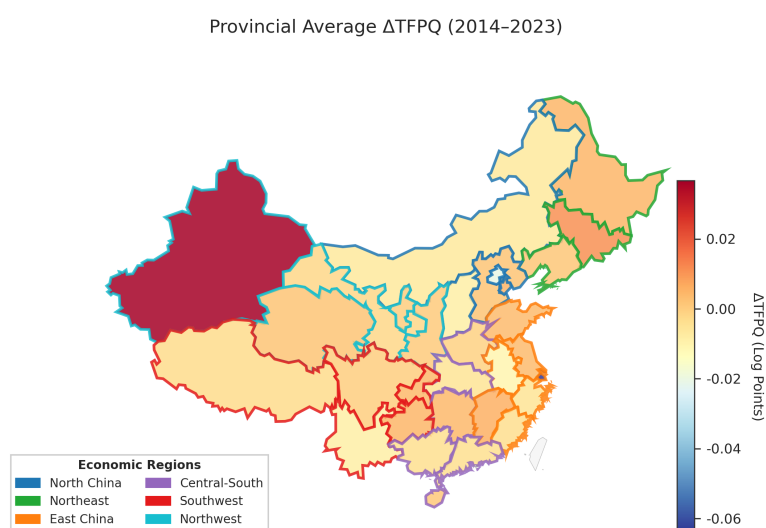 Provincial Average ΔTFPQ (2014–2023)
0.02
0.00
-0.02
-0.04
-0.06
ΔTFPQ (Log Points)
Economic Regions
North China
Northeast
East China
Central-South
Southwest
Northwest